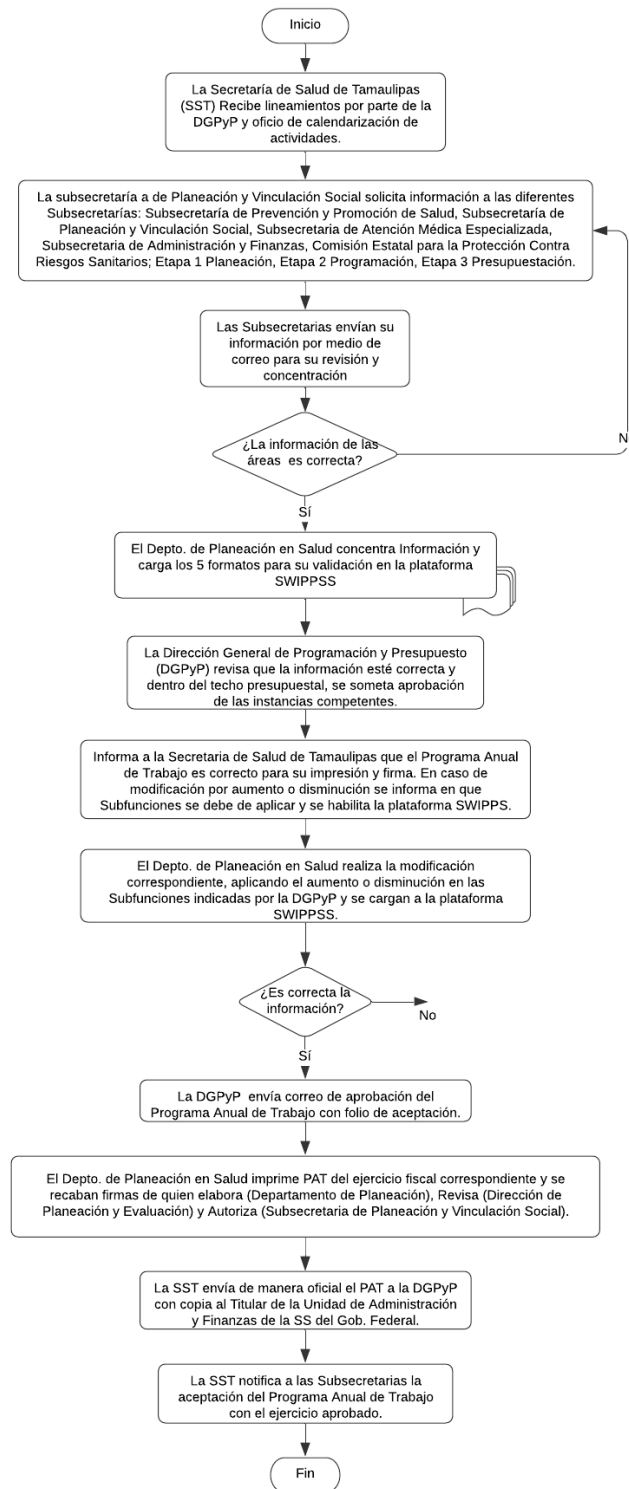 Inicio
La Secretaría de Salud de Tamaulipas
(SST) Recibe lineamientos por parte de la
DGPyP y oficio de calendarización de
actividades.
La subsecretaría a de Planeación y Vinculación Social solicita información a las diferentes
Subsecretarías: Subsecretaría de Prevención y Promoción de Salud, Subsecretaría de
Planeación y Vinculación Social, Subsecretaria de Atención Médica Especializada,
Subsecretaria de Administración y Finanzas, Comisión Estatal para la Protección Contra
Riesgos Sanitarios; Etapa 1 Planeación, Etapa 2 Programación, Etapa 3 Presupuestación.
Las Subsecretarias envían su
información por medio de
correo para su revisión y
concentración
¿La información de las
áreas es correcta?
N
Sí
El Depto. de Planeación en Salud concentra Información y
carga los 5 formatos para su validación en la plataforma
SWIPPSS
La Dirección General de Programación y Presupuesto
(DGPyP) revisa que la información esté correcta y
dentro del techo presupuestal, se someta aprobación
de las instancias competentes.
Informa a la Secretaria de Salud de Tamaulipas que el Programa Anual
de Trabajo es correcto para su impresión y firma. En caso de
modificación por aumento o disminución se informa en que
Subfunciones se debe de aplicar y se habilita la plataforma SWIPPS.
El Depto. de Planeación en Salud realiza la modificación
correspondiente, aplicando el aumento o disminución en las
Subfunciones indicadas por la DGPyP y se cargan a la plataforma
SWIPPSS.
¿Es correcta la
información?
No
Sí
La DGPyP envía correo de aprobación del
Programa Anual de Trabajo con folio de aceptación.
El Depto. de Planeación en Salud imprime PAT del ejercicio fiscal correspondiente y se
recaban firmas de quien elabora (Departamento de Planeación), Revisa (Dirección de
Planeación y Evaluación) y Autoriza (Subsecretaria de Planeación y Vinculación Social).
La SST envía de manera oficial el PAT a la DGPyP
con copia al Titular de la Unidad de Administración
y Finanzas de la SS del Gob. Federal.
La SST notifica a las Subsecretarias la
aceptación del Programa Anual de Trabajo
con el ejercicio aprobado.
Fin